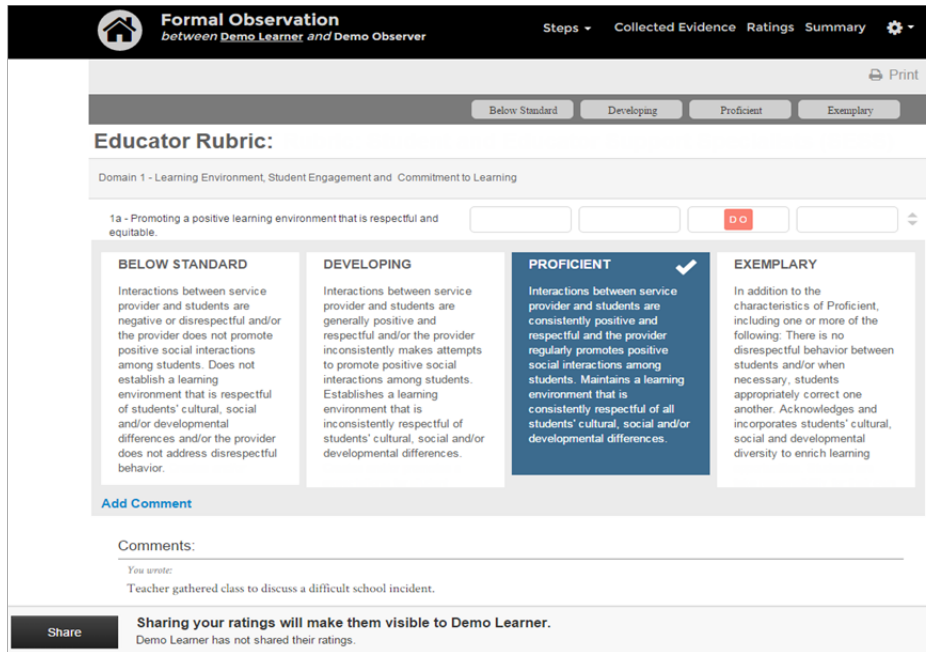 Formal Observation
between Demo Learner and Demo Observer
Steps
Collected Evidence
Ratings
Summary
Print
Below Standard
Developing
Proficient
Exemplary
Educator Rubric:
Domain 1 - Learning Environment, Student Engagement and Commitment to Learning
1a - Promoting a positive learning environment that is respectful and
equitable.
D O
BELOW STANDARD
Interactions between service
provider and students are
negative or disrespectful and/or
the provider does not promote
positive social interactions
among students. Does not
establish a learning
environment that is respectful
of students' cultural, social
and/or developmental
differences and/or the provider
does not address disrespectful
behavior.
DEVELOPING
Interactions between service
provider and students are
generally positive and
respectful and/or the provider
inconsistently makes attempts
to promote positive social
interactions among students.
Establishes a learning
environment that is
inconsistently respectful of
students' cultural, social and/or
developmental differences.
PROFICIENT
Interactions between service
provider and students are
consistently positive and
respectful and the provider
regularly promotes positive
social interactions among
students. Maintains a learning
environment that is
consistently respectful of all
students' cultural, social and/or
developmental differences.
EXEMPLARY
In addition to the
characteristics of Proficient,
including one or more of the
following: There is no
disrespectful behavior between
students and/or when
necessary, students
appropriately correct one
another. Acknowledges and
incorporates students' cultural,
social and developmental
diversity to enrich learning
Add Comment
Comments:
You wrote:
Teacher gathered class to discuss a difficult school incident.
Share
Sharing your ratings will make them visible to Demo Learner.
Demo Learner has not shared their ratings.